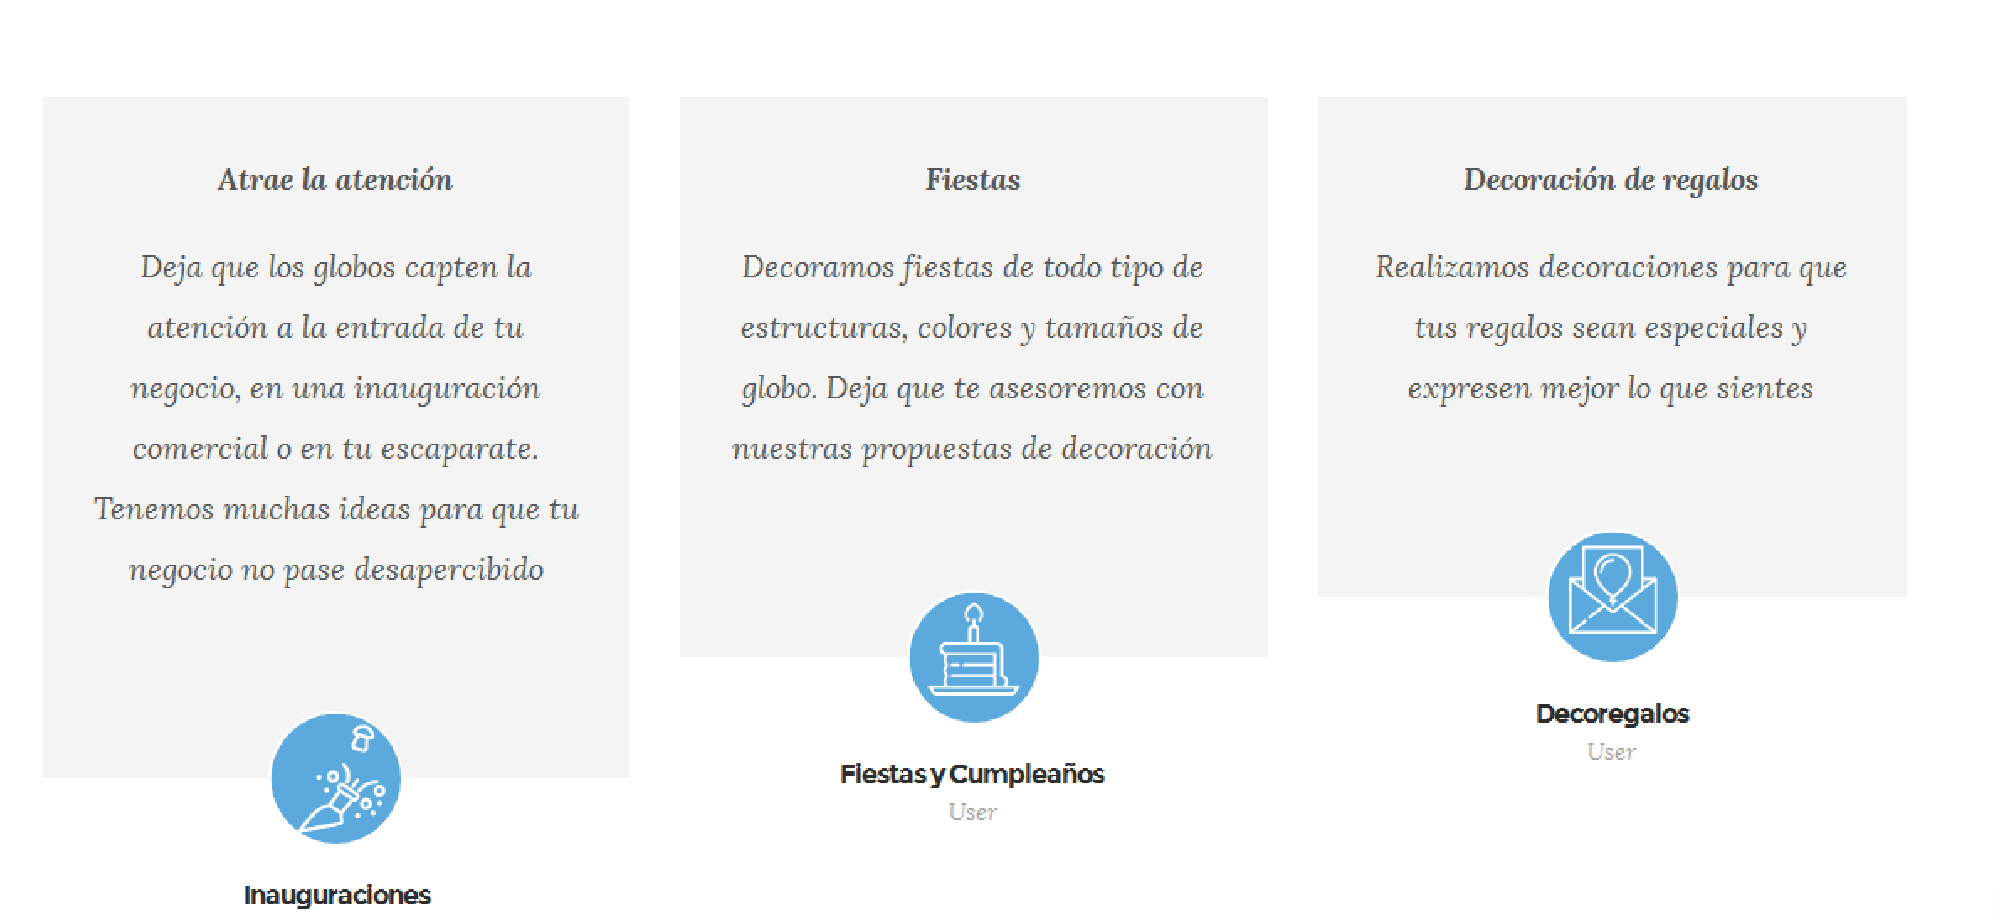 Atrae la atención
Deja que los globos capten la
atención a la entrada de tu
negocio, en una inauguración
comercial o en tu escaparate.
Tenemos muchas ideas para que tu
negocio no pase desapercibido
Inauguraciones
Fiestas
Decoramos fiestas de todo tipo de
estructuras, colores y tamaños de
globo. Deja que te asesoremos con
nuestras propuestas de decoración
Fiestas y Cumpleaños
User
Decoración de regalos
Realizamos decoraciones para que
tus regalos sean especiales y
expresen mejor lo que sientes
Decoregalos
User